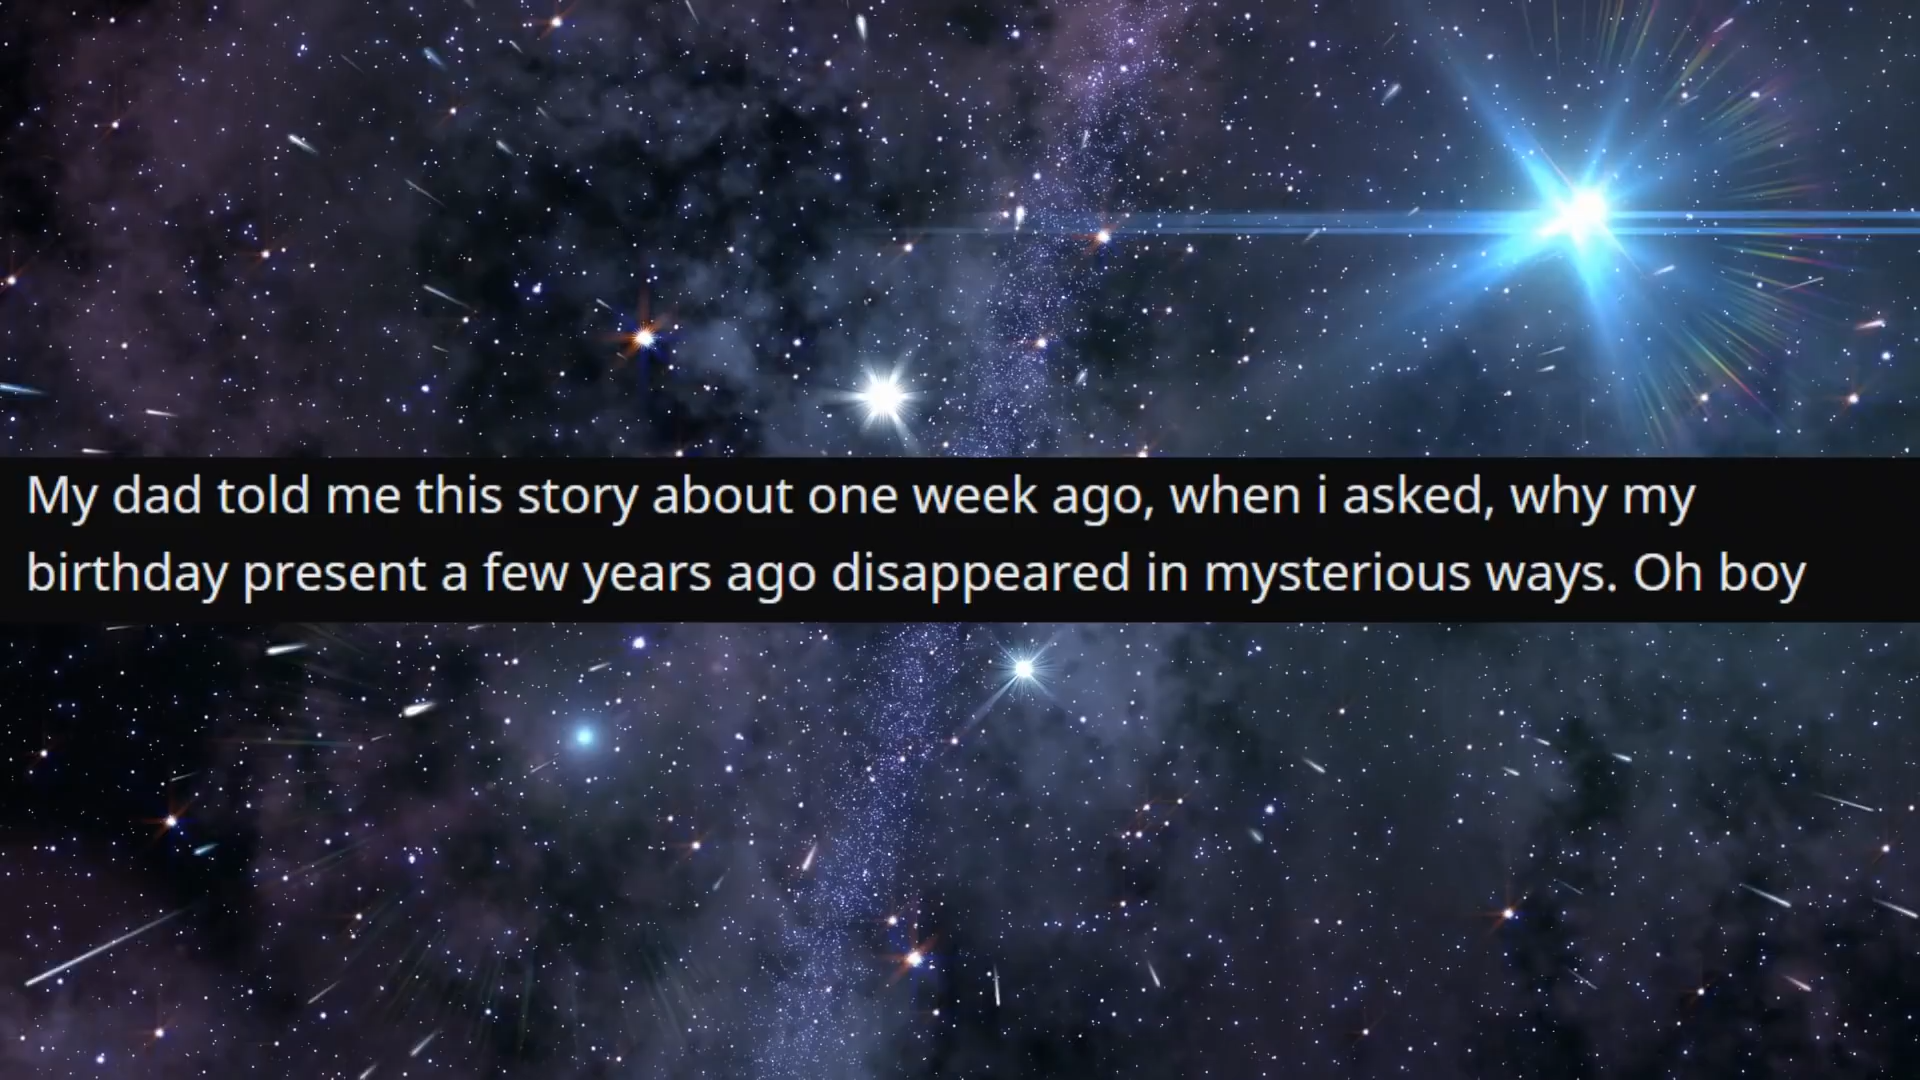 My dad told me this story about one week ago, when i asked, why my
birthday present a few years ago disappeared in mysterious ways. Oh boy